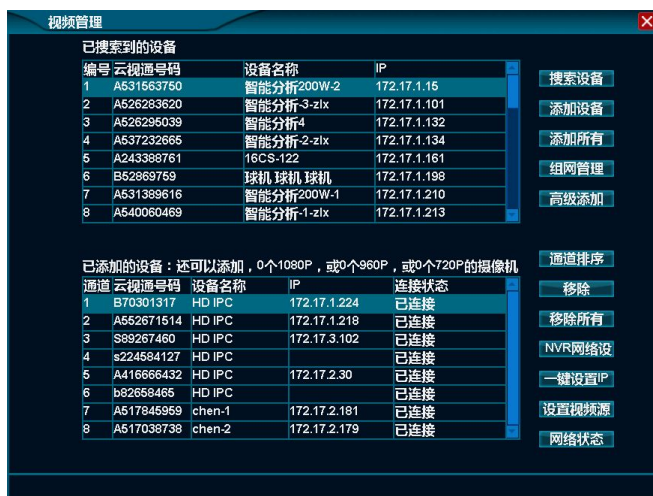 视频管理
已搜索到的设备
编号 云视通号码 设备名称 IP
1 A531563750 智能分析200W-2 172.17.1.15
2 A526283620 智能分析-3-zlx 172.17.1.101
3 A526295039 智能分析4 172.17.1.132
4 A537232665 智能分析-2-zlx 172.17.1.134
5 A243388761 16CS-122 172.17.1.161
6 B52869759 球机 球机 球机 172.17.1.198
7 A531389616 智能分析200W-1 172.17.1.210
8 A540060469 智能分析-1-zlx 172.17.1.213
搜索设备
添加设备
添加所有
组网管理
高级添加
已添加的设备：还可以添加，0个1080P，或0个960P，或0个720P的摄像机
通道 云视通号码 设备名称 IP 连接状态
1 B70301317 HD IPC 172.17.1.224 已连接
2 A552671514 HD IPC 172.17.1.218 已连接
3 S89267460 HD IPC 172.17.3.102 已连接
4 s224584127 HD IPC 已连接
5 A416666432 HD IPC 172.17.2.30 已连接
6 b82658465 HD IPC 已连接
7 A517845959 chen-1 172.17.2.181 已连接
8 A517038738 chen-2 172.17.2.179 已连接
通道排序
移除
移除所有
NVR网络设
一键设置IP
设置视频源
网络状态